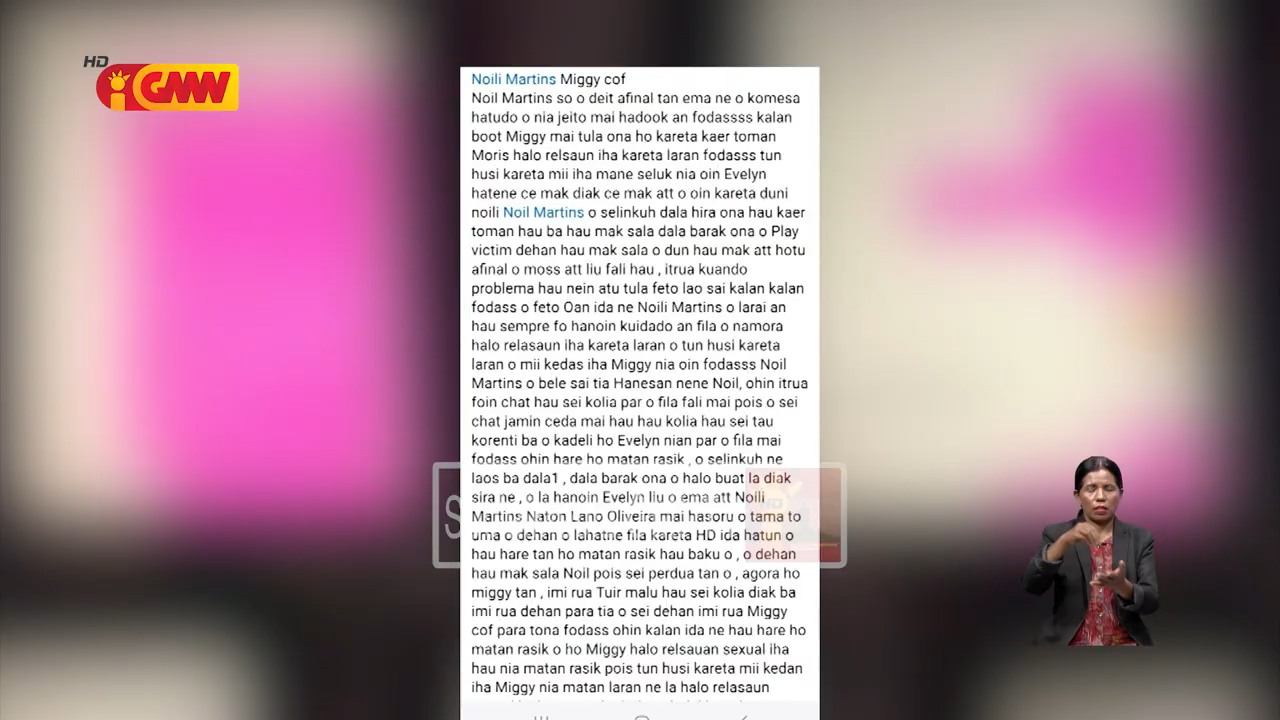 HD
GMN
Noili Martins Miggy cof
Noil Martins so o deit afinal tan ema ne o komesa
hatudo o nia jeito mai hadook an fodassss kalan
boot Miggy mai tula ona ho kareta kaer toman
Moris halo relsaun iha kareta laran fodasss tun
husi kareta mii iha mane seluk nia oin Evelyn
hatene ce mak diak ce mak att o oin kareta duni
noili Noil Martins o selinkuh dala hira ona hau kaer
toman hau ba hau mak sala dala barak ona o Play
victim dehan hau mak sala o dun hau mak att hotu
afinal o moss att liu fali hau , itrua kuando
problema hau nein atu tula feto lao sai kalan kalan
fodass o feto Oan ida ne Noili Martins o larai an
hau sempre fo hanoin kuidado an fila o namora
halo relasaun iha kareta laran o tun husi kareta
laran o mii kedas iha Miggy nia oin fodasss Noil
Martins o bele sai tia Hanesan nene Noil, ohin itrua
foin chat hau sei kolia par o fila fali mai pois o sei
chat jamin ceda mai hau hau kolia hau sei tau
korenti ba o kadeli ho Evelyn nian par o fila mai
fodass ohin hare ho matan rasik , o selinkuh ne
laos ba dala1 , dala barak ona o halo buat la diak
sira ne , o la hanoin Evelyn liu o ema att Noili
Martins Naton Lano Oliveira mai hasoru o tama to
uma o dehan o lahatne fila kareta HD ida hatun o
hau hare tan ho matan rasik hau baku o , o dehan
hau mak sala Noil pois sei perdua tan o , agora ho
miggy tan , imi rua Tuir malu hau sei kolia diak ba
imi rua dehan para tia o sei dehan imi rua Miggy
cof para tona fodass ohin kalan ida ne hau hare ho
matan rasik o ho Miggy halo relsauan sexual iha
hau nia matan rasik pois tun husi kareta mii kedan
iha Miggy nia matan laran ne la halo relasaun